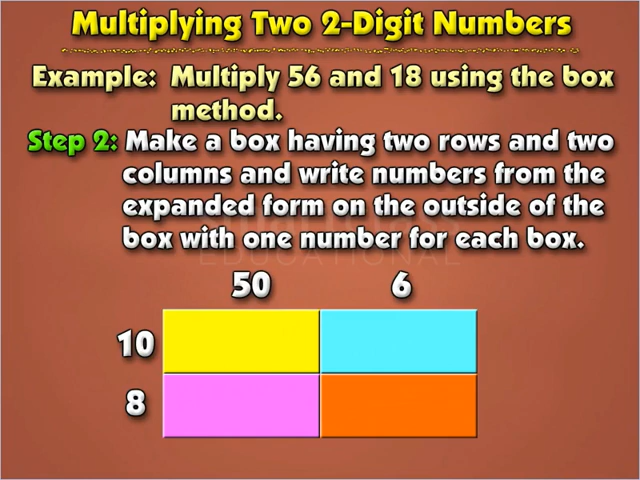 Multiplying Two 2-Digit Numbers
Example: Multiply 56 and 18 using the box
method.
Step 2: Make a box having two rows and two
columns and write numbers from the
expanded form on the outside of the
box with one number for each box.
EDUCATIONAL
50 6
10
8